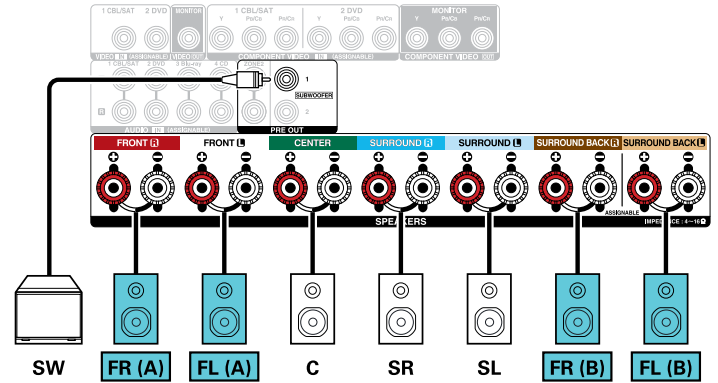 1 CBL/SAT 2 DVD MONITOR 1 CBL/SAT 2 DVD MONITOR
Y PB/CB PR/CR Y PB/CB PR/CR Y PB/CB PR/CR
VIDEO IN (ASSIGNABLE) VIDEO OUT COMPONENT VIDEO IN (ASSIGNABLE) COMPONENT VIDEO OUT
1 CBL/SAT 2 DVD 3 Blu-ray 4 CD ZONE2
1
SUBWOOFER
R 2
AUDIO IN (ASSIGNABLE) PRE OUT
FRONT R FRONT L CENTER SURROUND R SURROUND L SURROUND BACK R SURROUND BACK L
+ − + − + − + − + − + − + −
ASSIGNABLE
SPEAKERS IMPEDANCE : 4~16Ω
SW FR (A) FL (A) C SR SL FR (B) FL (B)